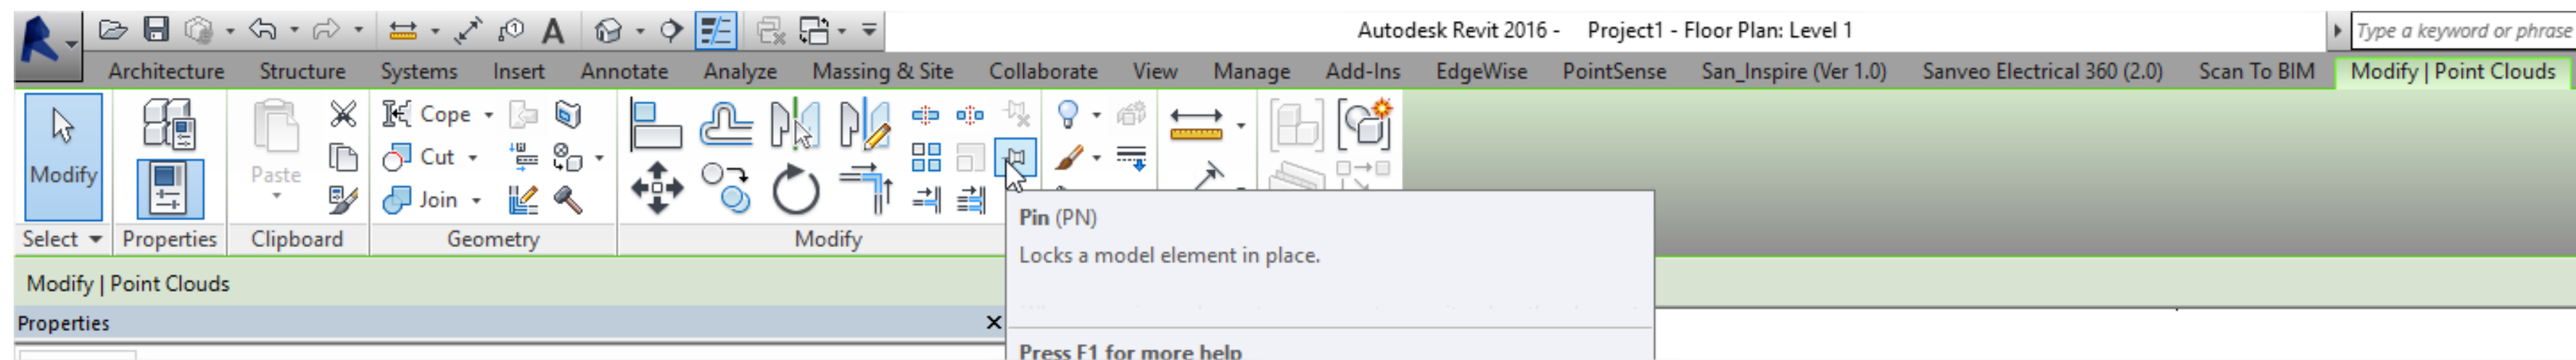 Autodesk Revit 2016 - Project1 - Floor Plan: Level 1
Type a keyword or phrase
Architecture Structure Systems Insert Annotate Analyze Massing & Site Collaborate View Manage Add-Ins EdgeWise PointSense San_Inspire (Ver 1.0) Sanveo Electrical 360 (2.0) Scan To BIM Modify | Point Clouds
Modify
Paste
Cope
Cut
Join
Select Properties Clipboard Geometry Modify
Pin (PN)
Locks a model element in place.
Press F1 for more help
Modify | Point Clouds
Properties